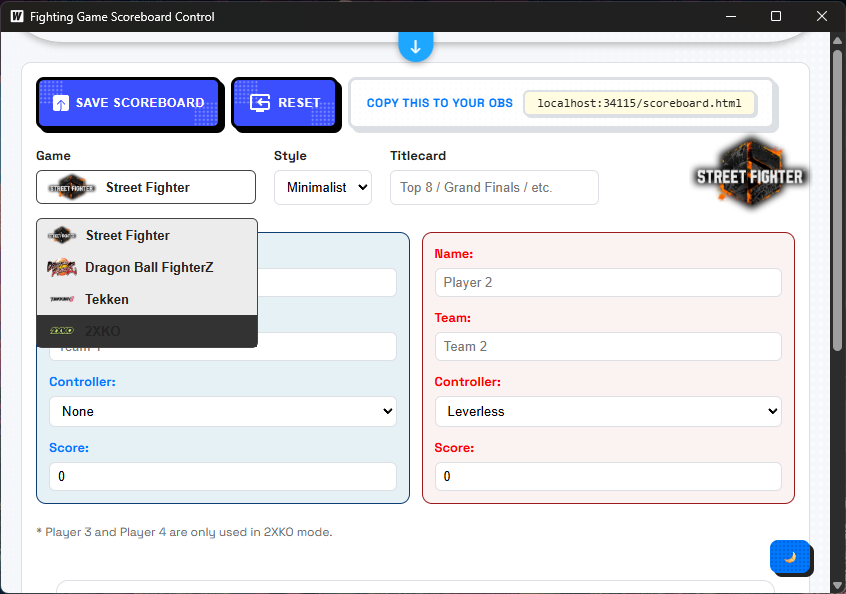 Fighting Game Scoreboard Control
SAVE SCOREBOARD
RESET
COPY THIS TO YOUR OBS
localhost:34115/scoreboard.html
Game
Style
Titlecard
STREET FIGHTER
Street Fighter
Minimalist
Top 8 / Grand Finals / etc.
STREET FIGHTER
Street Fighter
Dragon Ball FighterZ
Tekken
2XKO
2XKO
Team 1
Controller:
None
Score:
0
Name:
Player 2
Team:
Team 2
Controller:
Leverless
Score:
0
* Player 3 and Player 4 are only used in 2XKO mode.